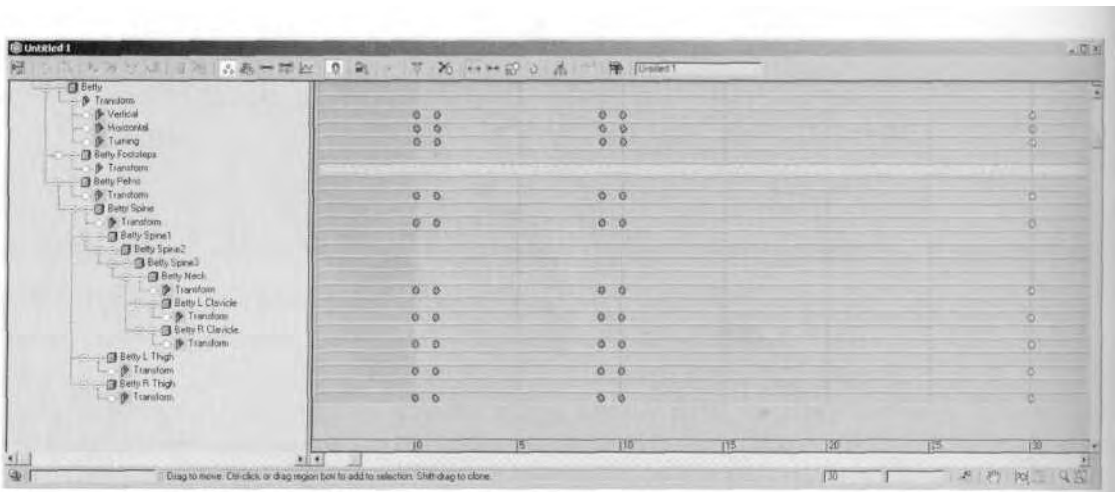 Untitled 1
Untitled 1
Betty
Transform
Vertical
Horizontal
Turning
Betty Footsteps
Transform
Betty Pelvis
Transform
Betty Spine
Transform
Betty Spine1
Betty Spine2
Betty Spine3
Betty Neck
Transform
Betty L Clavicle
Transform
Betty R Clavicle
Transform
Betty L Thigh
Transform
Betty R Thigh
Transform
|0 |5 |10 |15 |20 |25 |30
Drag to move. Ctrl-click, or drag region box to add to selection. Shift-drag to clone.
30